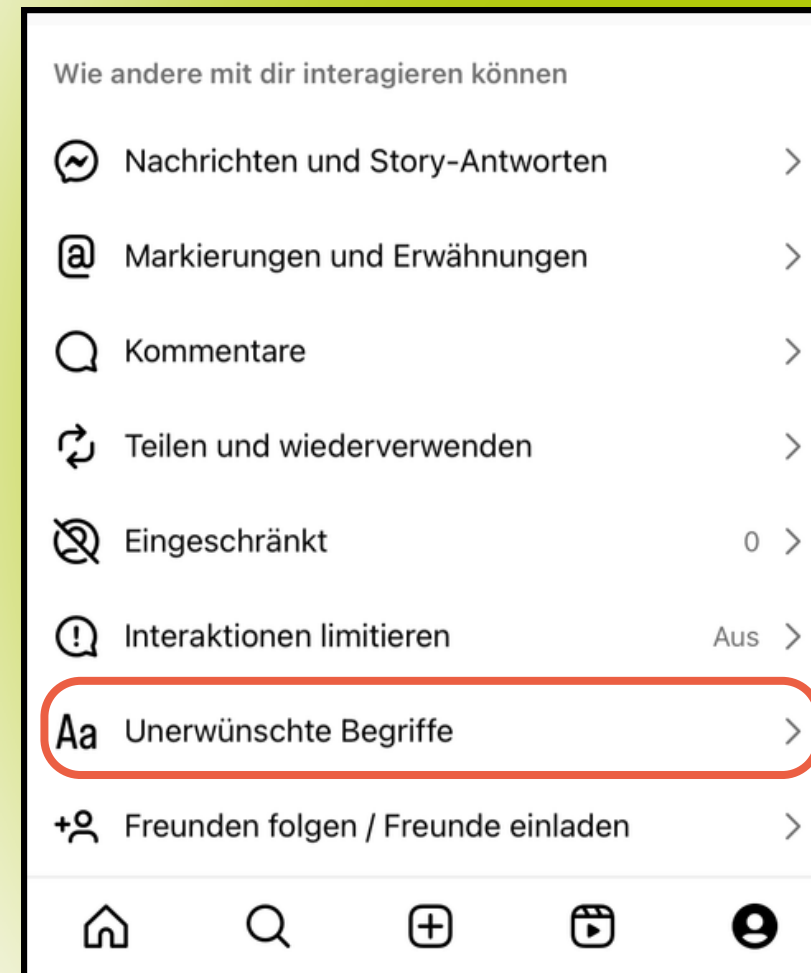 Wie andere mit dir interagieren können
Nachrichten und Story-Antworten
Markierungen und Erwähnungen
Kommentare
Teilen und wiederverwenden
Eingeschränkt 0
Interaktionen limitieren Aus
Aa Unerwünschte Begriffe
Freunden folgen / Freunde einladen